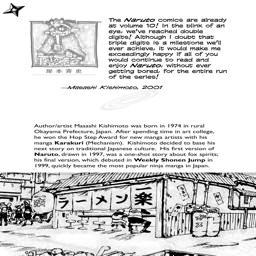 The Naruto comics are already
at volume 10! In the blink of an
eye, we've reached double
digits! Although I doubt that
triple digits is a milestone we'll
ever achieve, it would make me
exceedingly happy if all of you
would continue to read and
enjoy Naruto, without ever
getting bored, for the entire run
of the series!
岸本斉史
—Masashi Kishimoto, 2001
Author/artist Masashi Kishimoto was born in 1974 in rural
Okayama Prefecture, Japan. After spending time in art college,
he won the Hop Step Award for new manga artists with his
manga Karakuri (Mechanism). Kishimoto decided to base his
next story on traditional Japanese culture. His first version of
Naruto, drawn in 1997, was a one-shot story about fox spirits;
his final version, which debuted in Weekly Shonen Jump in
1999, quickly became the most popular ninja manga in Japan.
ラーメン
楽